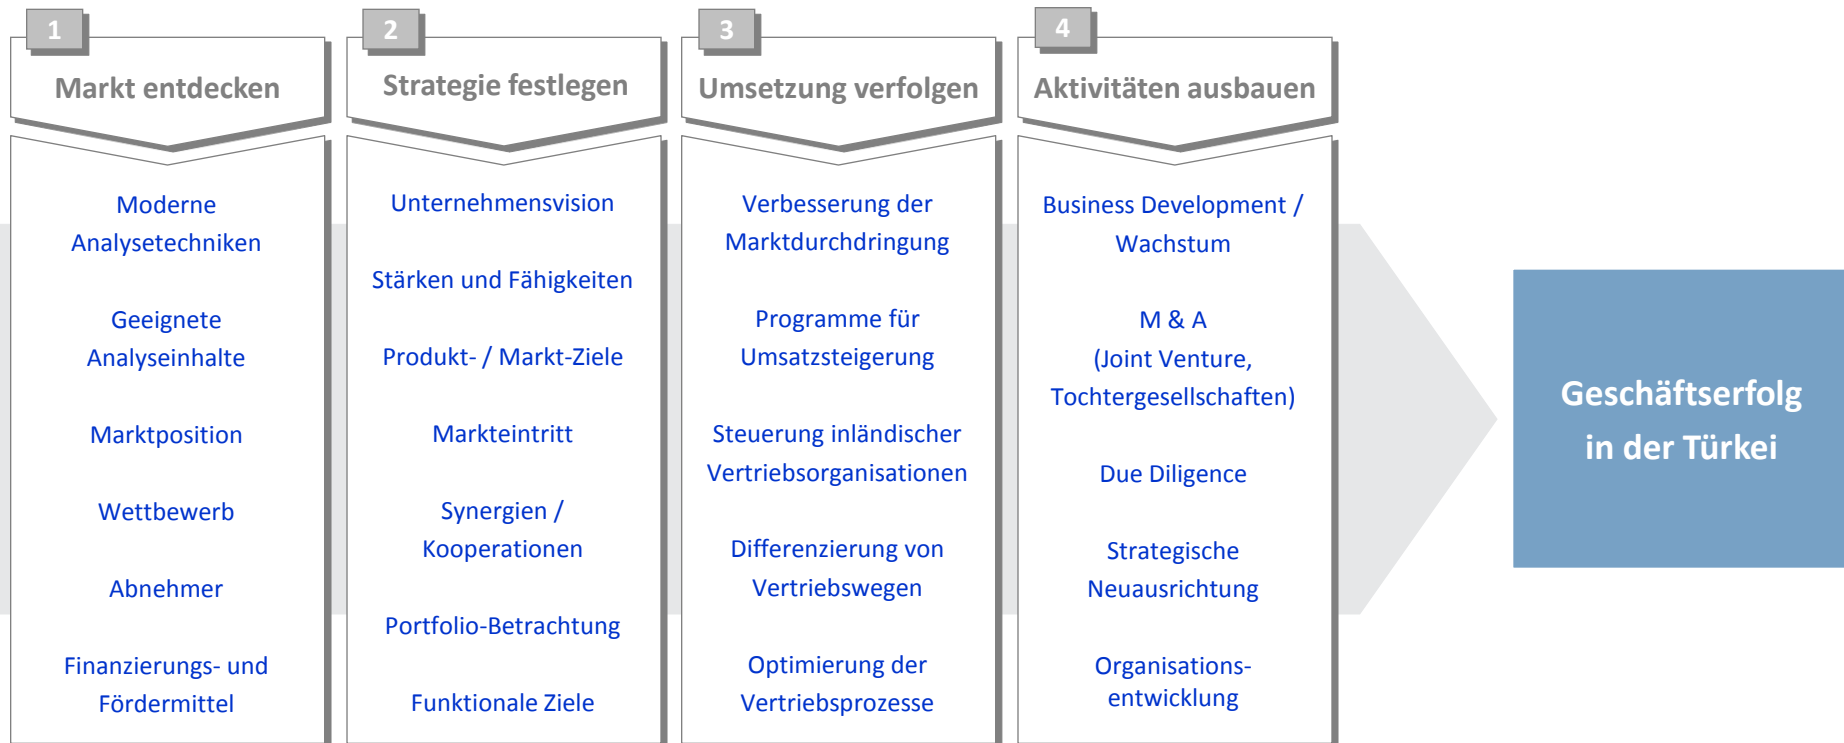 1
Markt entdecken
Moderne
Analysetechniken
Geeignete
Analyseinhalte
Marktposition
Wettbewerb
Abnehmer
Finanzierungs- und
Fördermittel
2
Strategie festlegen
Unternehmensvision
Stärken und Fähigkeiten
Produkt- / Markt-Ziele
Markteintritt
Synergien /
Kooperationen
Portfolio-Betrachtung
Funktionale Ziele
3
Umsetzung verfolgen
Verbesserung der
Marktdurchdringung
Programme für
Umsatzsteigerung
Steuerung inländischer
Vertriebsorganisationen
Differenzierung von
Vertriebswegen
Optimierung der
Vertriebsprozesse
4
Aktivitäten ausbauen
Business Development /
Wachstum
M & A
(Joint Venture,
Tochtergesellschaften)
Due Diligence
Strategische
Neuausrichtung
Organisations-
entwicklung
Geschäftserfolg
in der Türkei